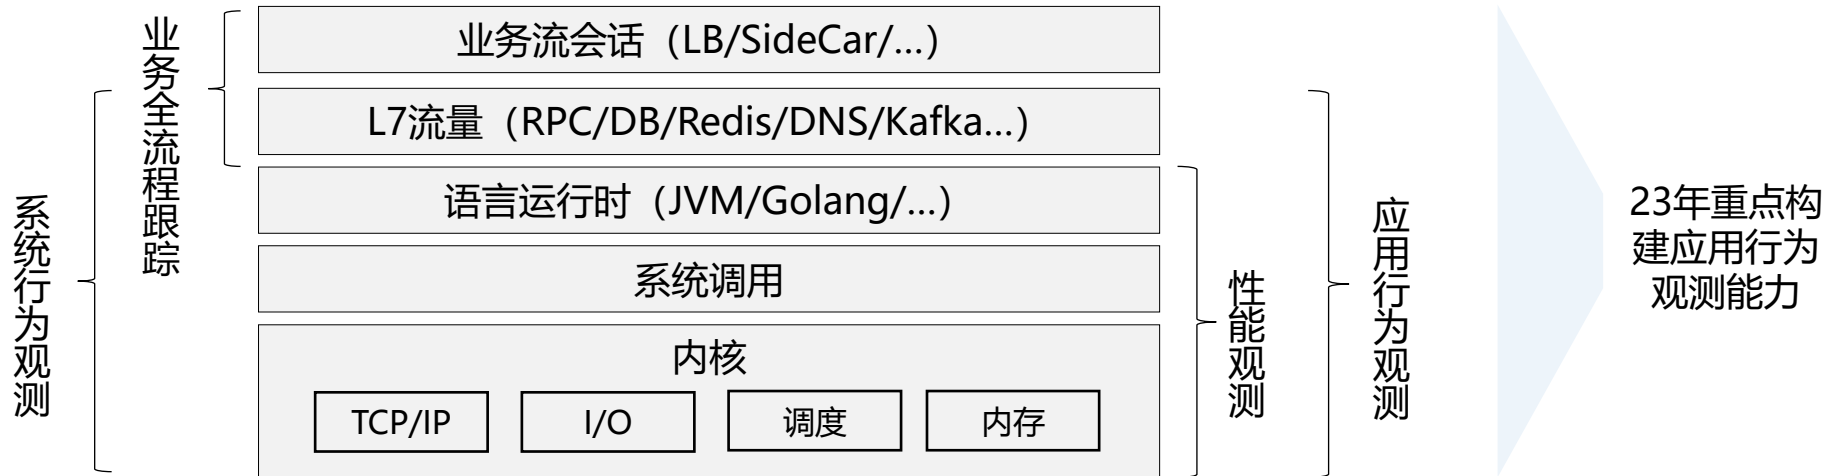 业务流会话（LB/SideCar/…）
L7流量（RPC/DB/Redis/DNS/Kafka…）
语言运行时（JVM/Golang/…）
系统调用
内核
TCP/IP
I/O
调度
内存
系统行为观测
业务全流程跟踪
性能观测
应用行为观测
23年重点构
建应用行为
观测能力